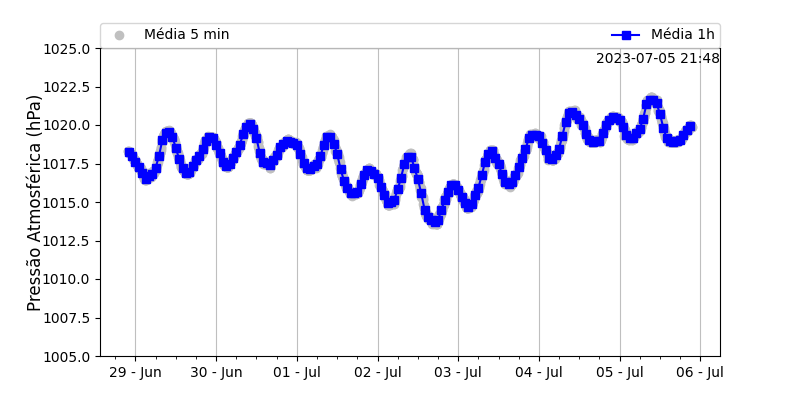 Média 5 min
Média 1h
2023-07-05 21:48
Pressão Atmosférica (hPa)
1025.0
1022.5
1020.0
1017.5
1015.0
1012.5
1010.0
1007.5
1005.0
29 - Jun
30 - Jun
01 - Jul
02 - Jul
03 - Jul
04 - Jul
05 - Jul
06 - Jul